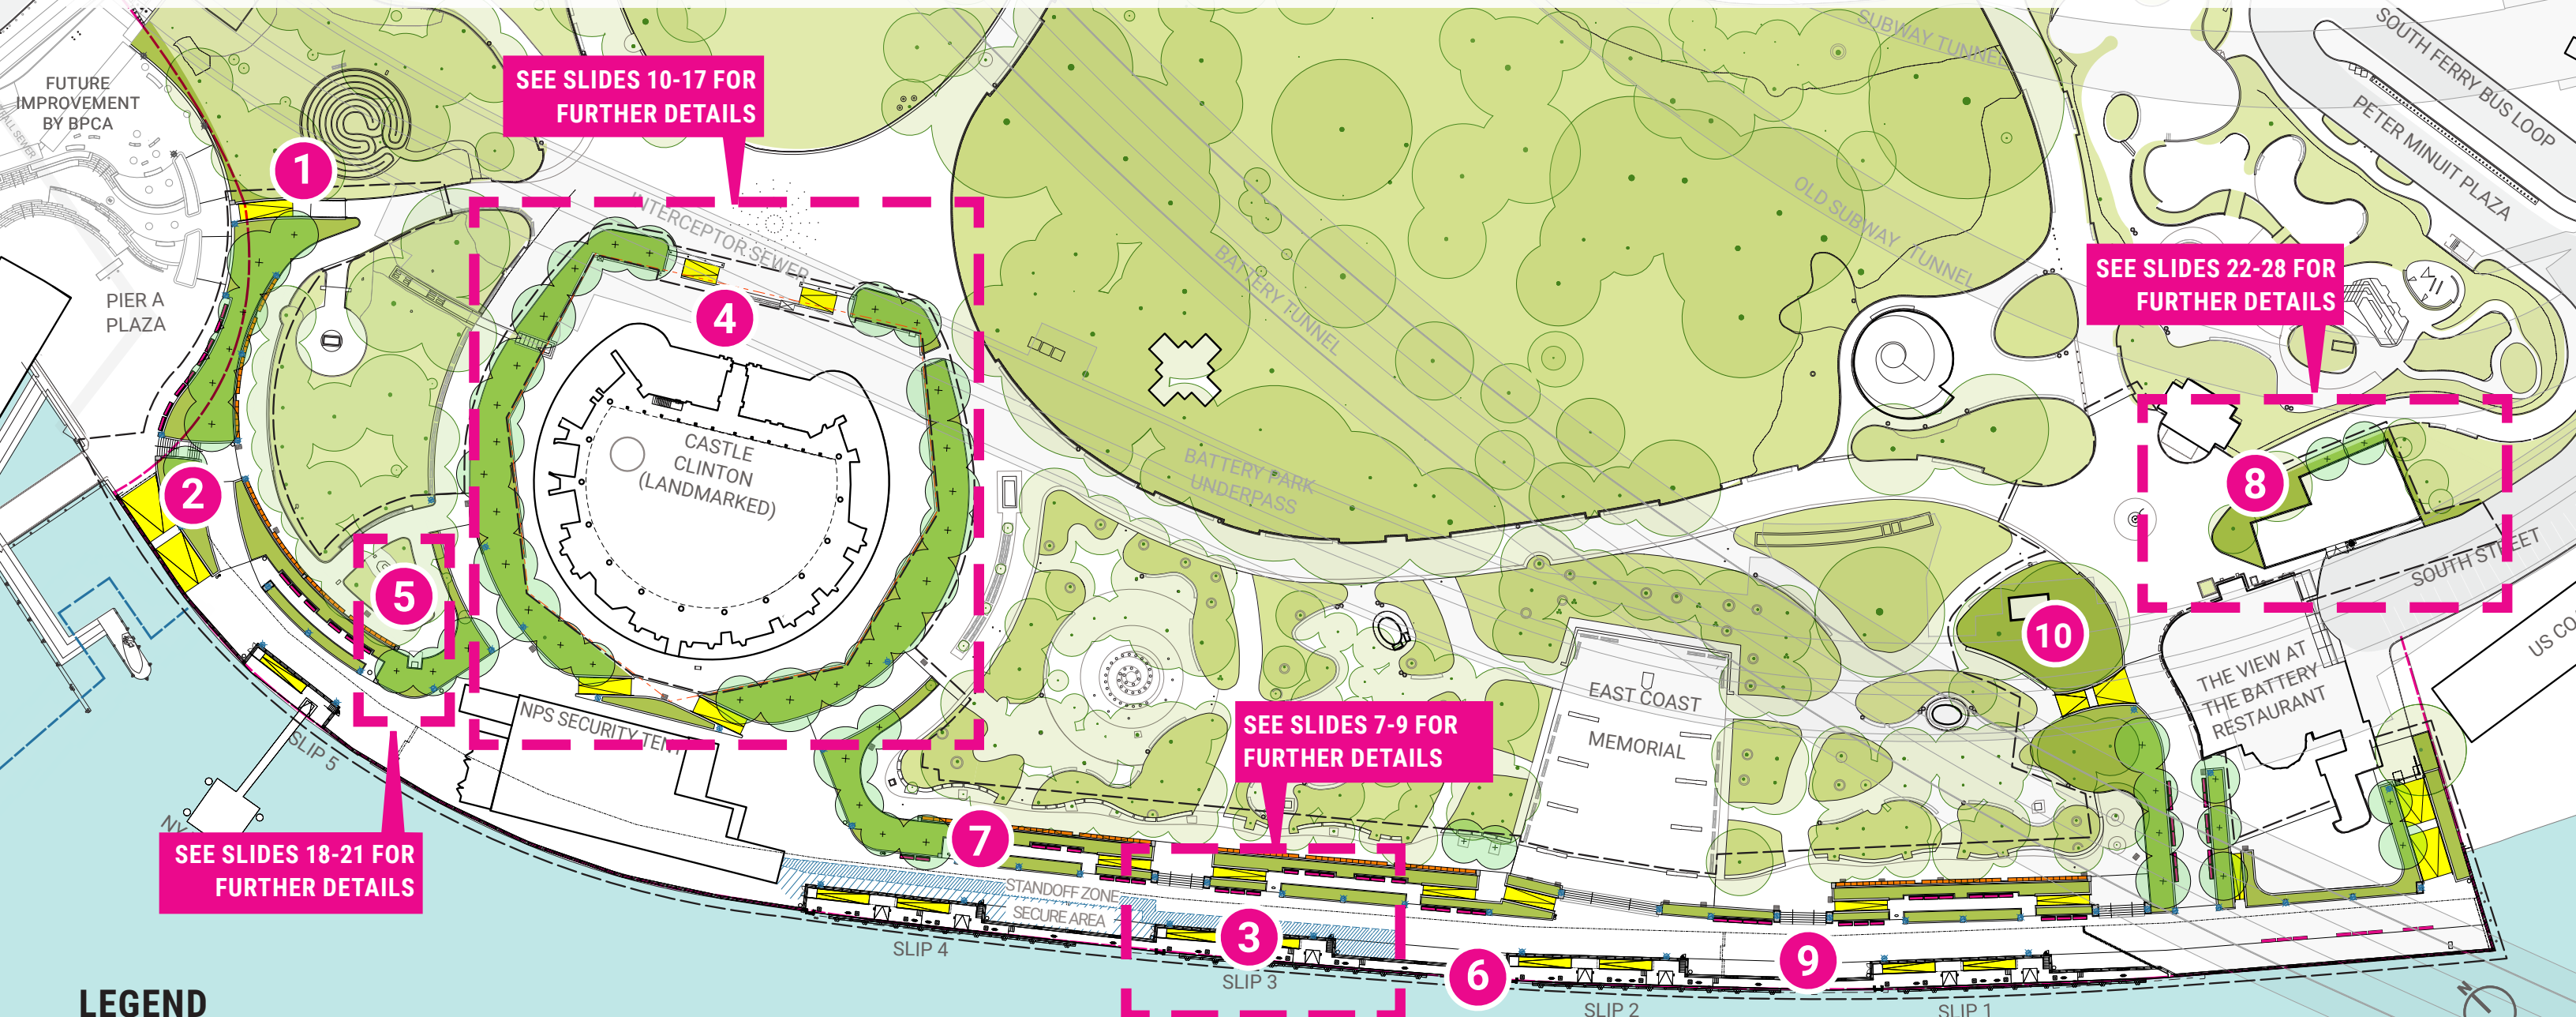 SUBWAY TUNNEL
SOUTH FERRY BUS LOOP
PETER MINUIT PLAZA
FUTURE
IMPROVEMENT
BY BPCA
SEE SLIDES 10-17 FOR
FURTHER DETAILS
1
INTERCEPTOR SEWER
OLD SUBWAY TUNNEL
BATTERY TUNNEL
SEE SLIDES 22-28 FOR
FURTHER DETAILS
PIER A
PLAZA
4
CASTLE
CLINTON
(LANDMARKED)
BATTERY PARK
UNDERPASS
2
8
SOUTH STREET
5
10
US CO
THE VIEW AT
THE BATTERY
RESTAURANT
EAST COAST
MEMORIAL
NPS SECURITY TENT
SLIP 5
SEE SLIDES 7-9 FOR
FURTHER DETAILS
NY
SEE SLIDES 18-21 FOR
FURTHER DETAILS
7
STANDOFF ZONE
SECURE AREA
3
SLIP 4
SLIP 3
6
9
SLIP 2
SLIP 1
N
LEGEND